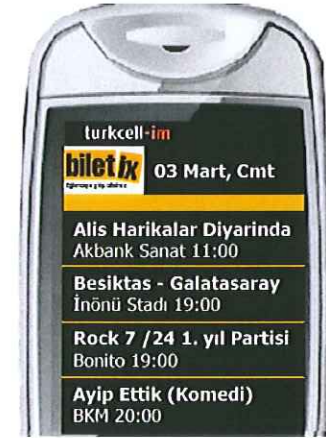 turkcell-im
biletix
03 Mart, Cmt
Alis Harikalar Diyarinda
Akbank Sanat 11:00
Besiktas - Galatasaray
İnönü Stadı 19:00
Rock 7 /24 1. yıl Partisi
Bonito 19:00
Ayip Ettik (Komedi)
BKM 20:00